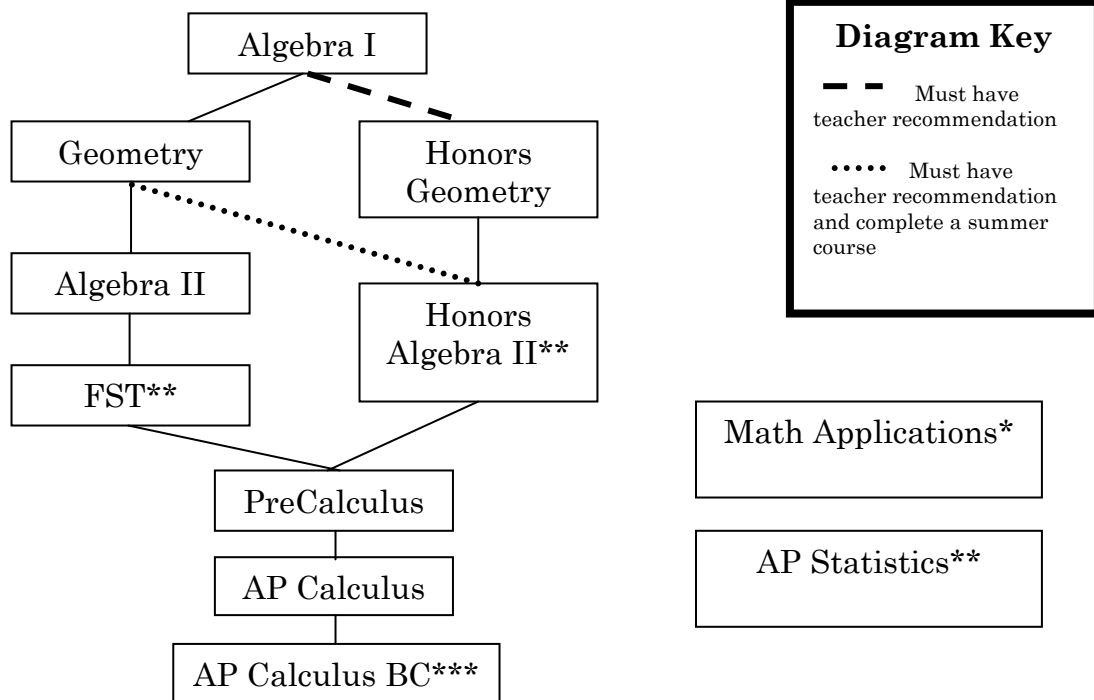 Algebra I
Diagram Key
Must have
teacher recommendation
Must have
teacher recommendation
and complete a summer
course
Geometry
Honors
Geometry
Algebra II
Honors
Algebra II**
FST**
Math Applications*
PreCalculus
AP Statistics**
AP Calculus
AP Calculus BC***